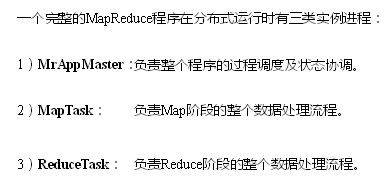 一个完整的MapReduce程序在分布式运行时有三类实例进程：
1）MrAppMaster：负责整个程序的过程调度及状态协调。
2）MapTask： 负责Map阶段的整个数据处理流程。
3）ReduceTask： 负责Reduce阶段的整个数据处理流程。